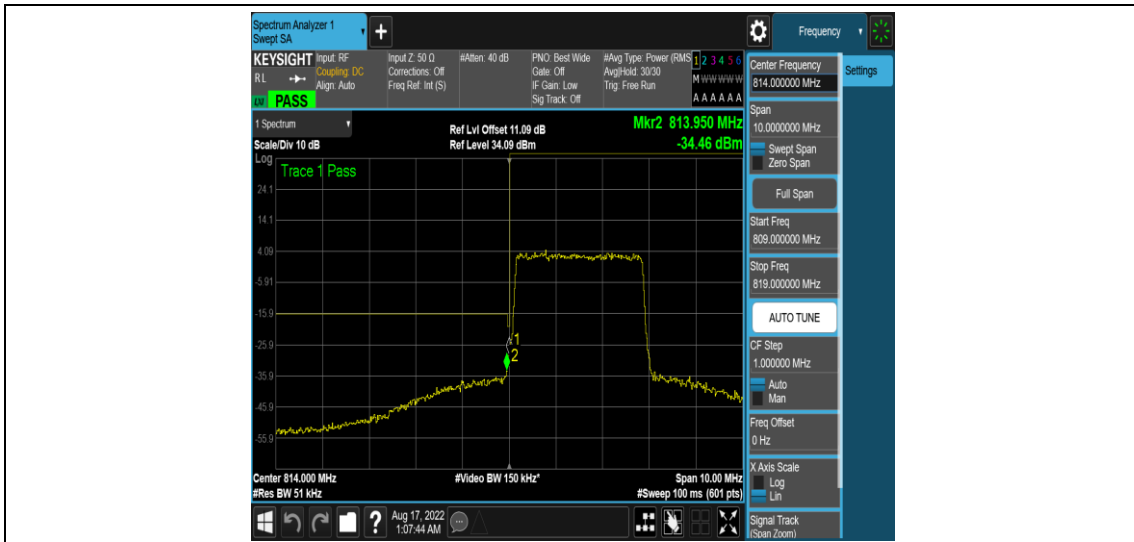 Spectrum Analyzer 1
Swept SA
+
Frequency
KEYSIGHT
RL
PASS
Input: RF
Coupling: DC
Align: Auto
Input Z: 50 Ω
Corrections: Off
Freq Ref: Int (S)
#Atten: 40 dB
PNO: Best Wide
Gate: Off
IF Gain: Low
Sig Track: Off
#Avg Type: Power (RMS
Avg|Hold: 30/30
Trig: Free Run
1 2 3 4 5 6
M W W W W W
A A A A A A
Center Frequency
814.000000 MHz
Settings
Span
10.0000000 MHz
Swept Span
Zero Span
Full Span
Start Freq
809.000000 MHz
Stop Freq
819.000000 MHz
AUTO TUNE
CF Step
1.000000 MHz
Auto
Man
Freq Offset
0 Hz
X Axis Scale
Log
Lin
Signal Track
(Span Zoom)
1 Spectrum
Scale/Div 10 dB
Ref Lvl Offset 11.09 dB
Ref Level 34.09 dBm
Mkr2 813.950 MHz
-34.46 dBm
Log
Trace 1 Pass
24.1
14.1
4.09
-5.91
-15.9
-25.9
-35.9
-45.9
-55.9
1
2
Center 814.000 MHz
#Res BW 51 kHz
#Video BW 150 kHz*
Span 10.00 MHz
#Sweep 100 ms (601 pts)
?
Aug 17, 2022
1:07:44 AM